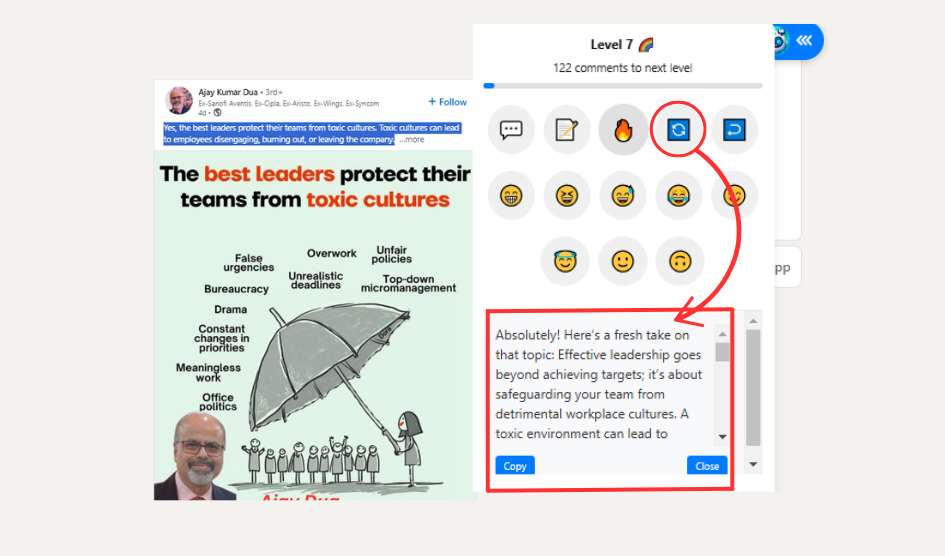 Ajay Kumar Dua • 3rd+
Ex-Sanofi Aventis, Ex-Cipla, Ex-Aristo, Ex-Wings, Ex-Syncom
4d •
+ Follow
Yes, the best leaders protect their teams from toxic cultures. Toxic cultures can lead
to employees disengaging, burning out, or leaving the company. ...more
The best leaders protect their
teams from toxic cultures
False
urgencies
Overwork
Unfair
policies
Bureaucracy
Unrealistic
deadlines
Top-down
micromanagement
Drama
Constant
changes in
priorities
Meaningless
work
Office
politics
Ajay Dua
Level 7 🌈
122 comments to next level
Absolutely! Here's a fresh take on
that topic: Effective leadership goes
beyond achieving targets; it's about
safeguarding your team from
detrimental workplace cultures. A
toxic environment can lead to
Copy
Close
pp